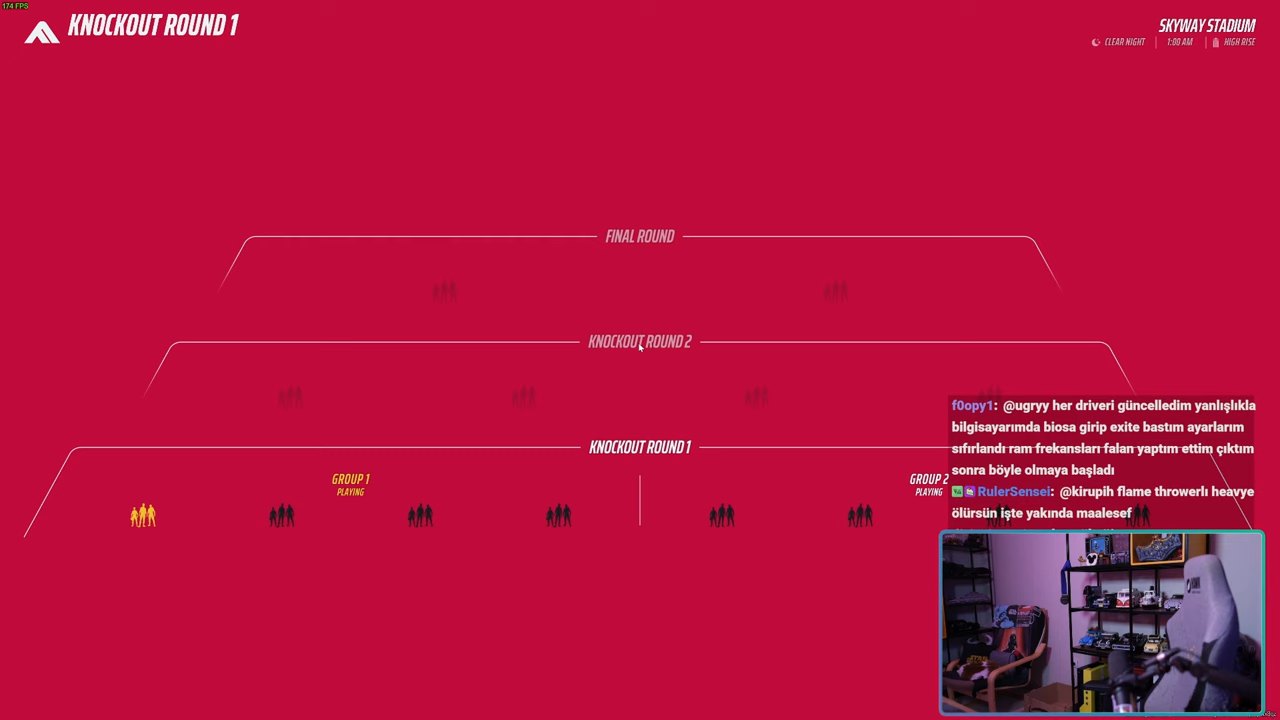 174 FPS
KNOCKOUT ROUND 1
SKYWAY STADIUM
CLEAR NIGHT
1:00 AM
HIGH RISE
FINAL ROUND
KNOCKOUT ROUND 2
KNOCKOUT ROUND 1
GROUP 1
PLAYING
GROUP 2
PLAYING
f0opy1: @ugryy her driveri güncelledim yanlışlıkla
bilgisayarımda biosa girip exite bastım ayarlarım
sıfırlandı ram frekansları falan yaptım ettim çıktım
sonra böyle olmaya başladı
RulerSensei: @kirupih flame throwerlı heavye
ölürsün işte yakında maalesef